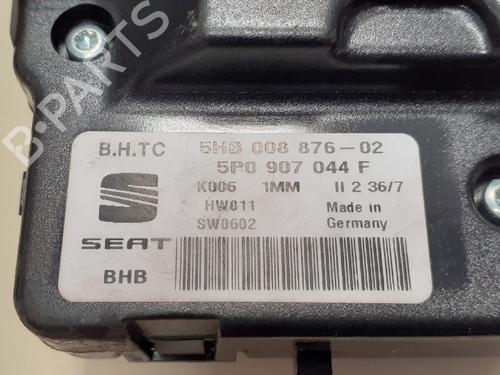 B-PARTS
B.H.TC 5HB 008 876-02
5P0 907 044 F
K006 1MM II 2 36/7
HW011 Made in
SW0602 Germany
SEAT
BHB